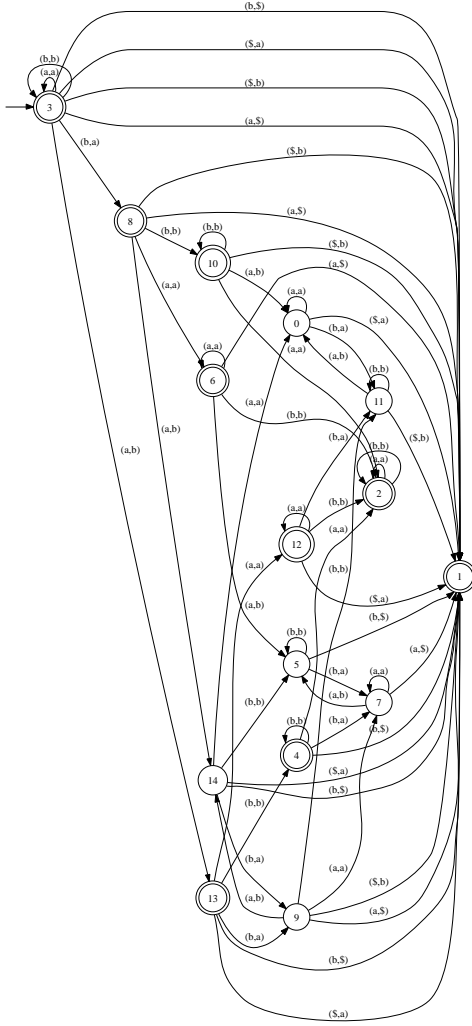 (b,$)
($,a)
(b,b)
(a,a)
($,b)
3
(a,$)
(b,a)
($,b)
8
(a,$)
(b,b)
(b,b)
10
($,b)
(a,$)
(a,b)
(a,a)
(a,a)
0
($,a)
(b,a)
(a,a)
(a,b)
(a,a)
6
(b,b)
11
(b,b)
(a,b)
(a,b)
(b,a)
($,b)
(b,b)
(a,a)
2
(a,a)
(b,b)
(a,a)
12
(b,b)
(a,a)
1
($,a)
(a,b)
(b,$)
(b,b)
5
(b,a)
(a,a)
(a,$)
(a,b)
7
(b,b)
(b,b)
(b,a)
(b,$)
4
14
($,a)
(b,$)
(b,b)
(b,a)
(a,a)
($,b)
13
(a,b)
9
(a,$)
(b,a)
(b,$)
($,a)